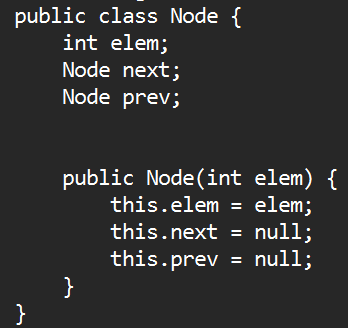 public class Node {
    int elem;
    Node next;
    Node prev;
    public Node(int elem) {
        this.elem = elem;
        this.next = null;
        this.prev = null;
    }
}